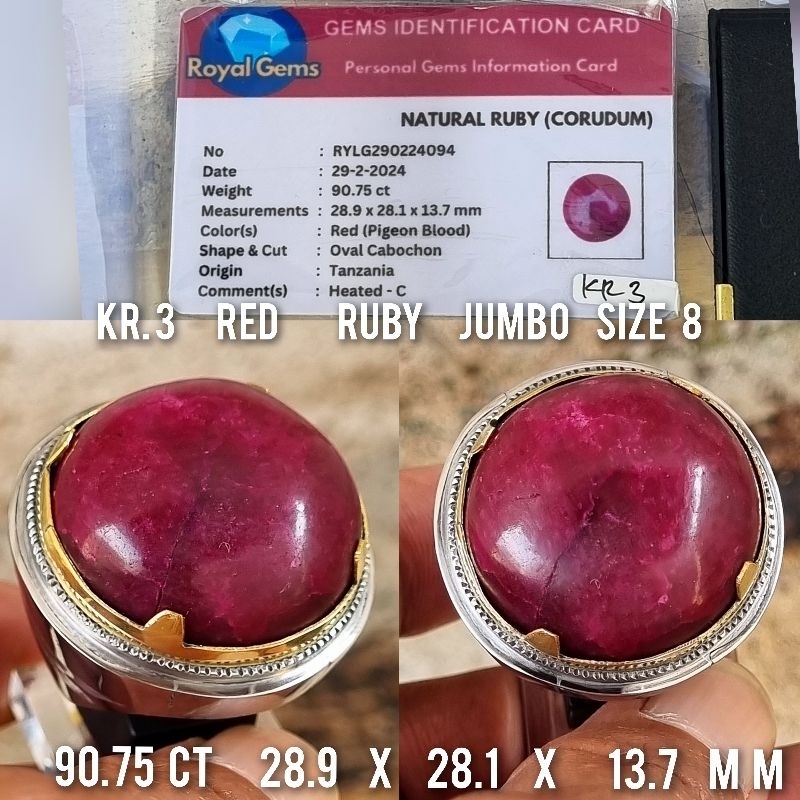 GEMS IDENTIFICATION CARD
Royal Gems
Personal Gems Information Card
NATURAL RUBY (CORUDUM)
No : RYLG290224094
Date : 29-2-2024
Weight : 90.75 ct
Measurements : 28.9 x 28.1 x 13.7 mm
Color(s) : Red (Pigeon Blood)
Shape & Cut : Oval Cabochon
Origin : Tanzania
Comment(s) : Heated - C
KR 3
KR.3 RED RUBY JUMBO SIZE 8
90.75 CT 28.9 X 28.1 X 13.7 MM